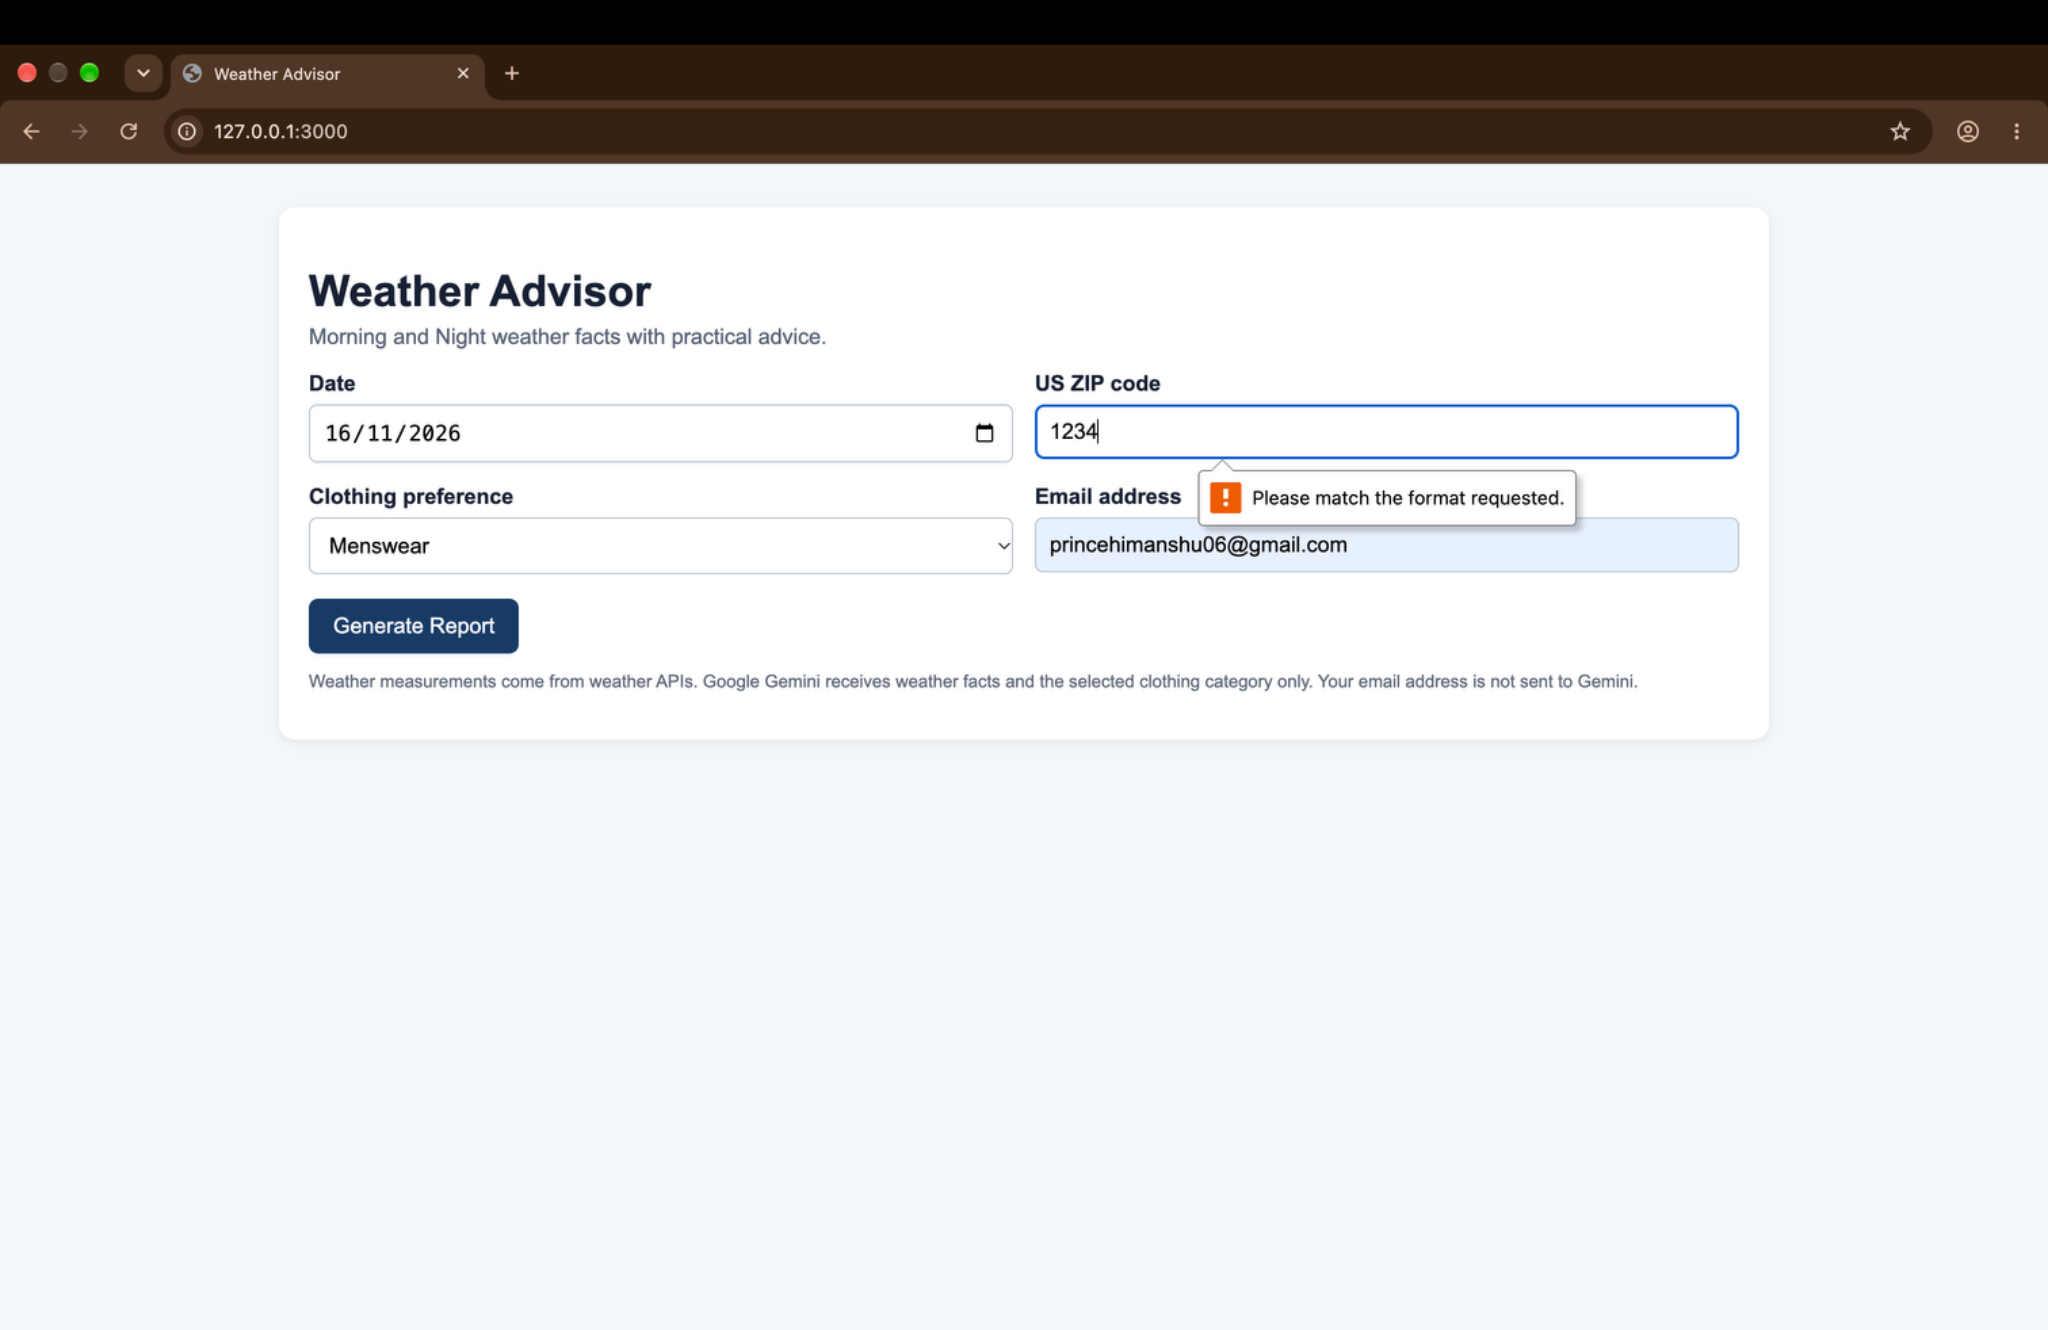 Weather Advisor
127.0.0.1:3000
Weather Advisor
Morning and Night weather facts with practical advice.
Date
US ZIP code
16/11/2026
1234
Clothing preference
Email address
Please match the format requested.
Menswear
princehimanshu06@gmail.com
Generate Report
Weather measurements come from weather APIs. Google Gemini receives weather facts and the selected clothing category only. Your email address is not sent to Gemini.